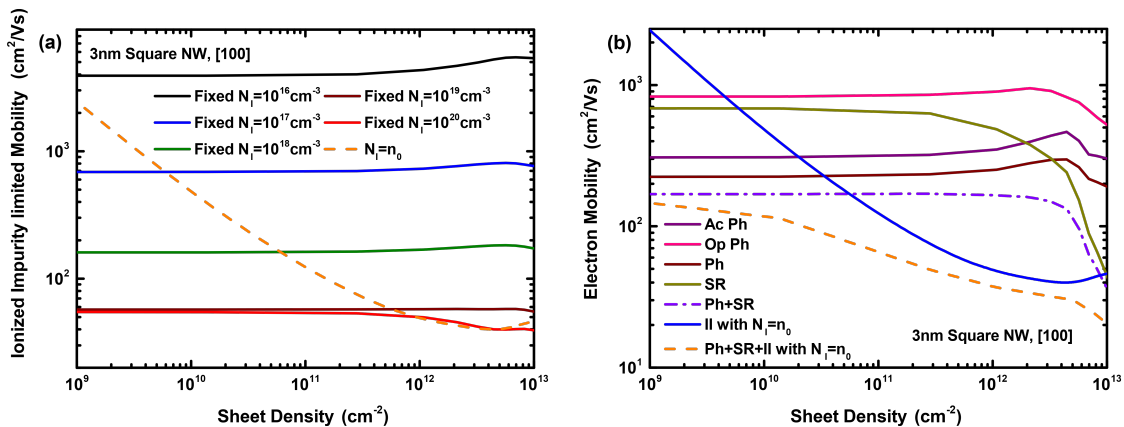 (a)
3nm Square NW, [100]
Fixed N_I=10^16cm^-3
Fixed N_I=10^19cm^-3
Fixed N_I=10^17cm^-3
Fixed N_I=10^20cm^-3
Fixed N_I=10^18cm^-3
N_I=n_0
Ionized Impurity limited Mobility (cm^2/Vs)
10^3
10^2
10^9
10^10
10^11
10^12
10^13
Sheet Density (cm^-2)
(b)
Electron Mobility (cm^2/Vs)
10^3
10^2
10^1
Ac Ph
Op Ph
Ph
SR
Ph+SR
II with N_I=n_0
Ph+SR+II with N_I=n_0
3nm Square NW, [100]
10^9
10^10
10^11
10^12
10^13
Sheet Density (cm^-2)